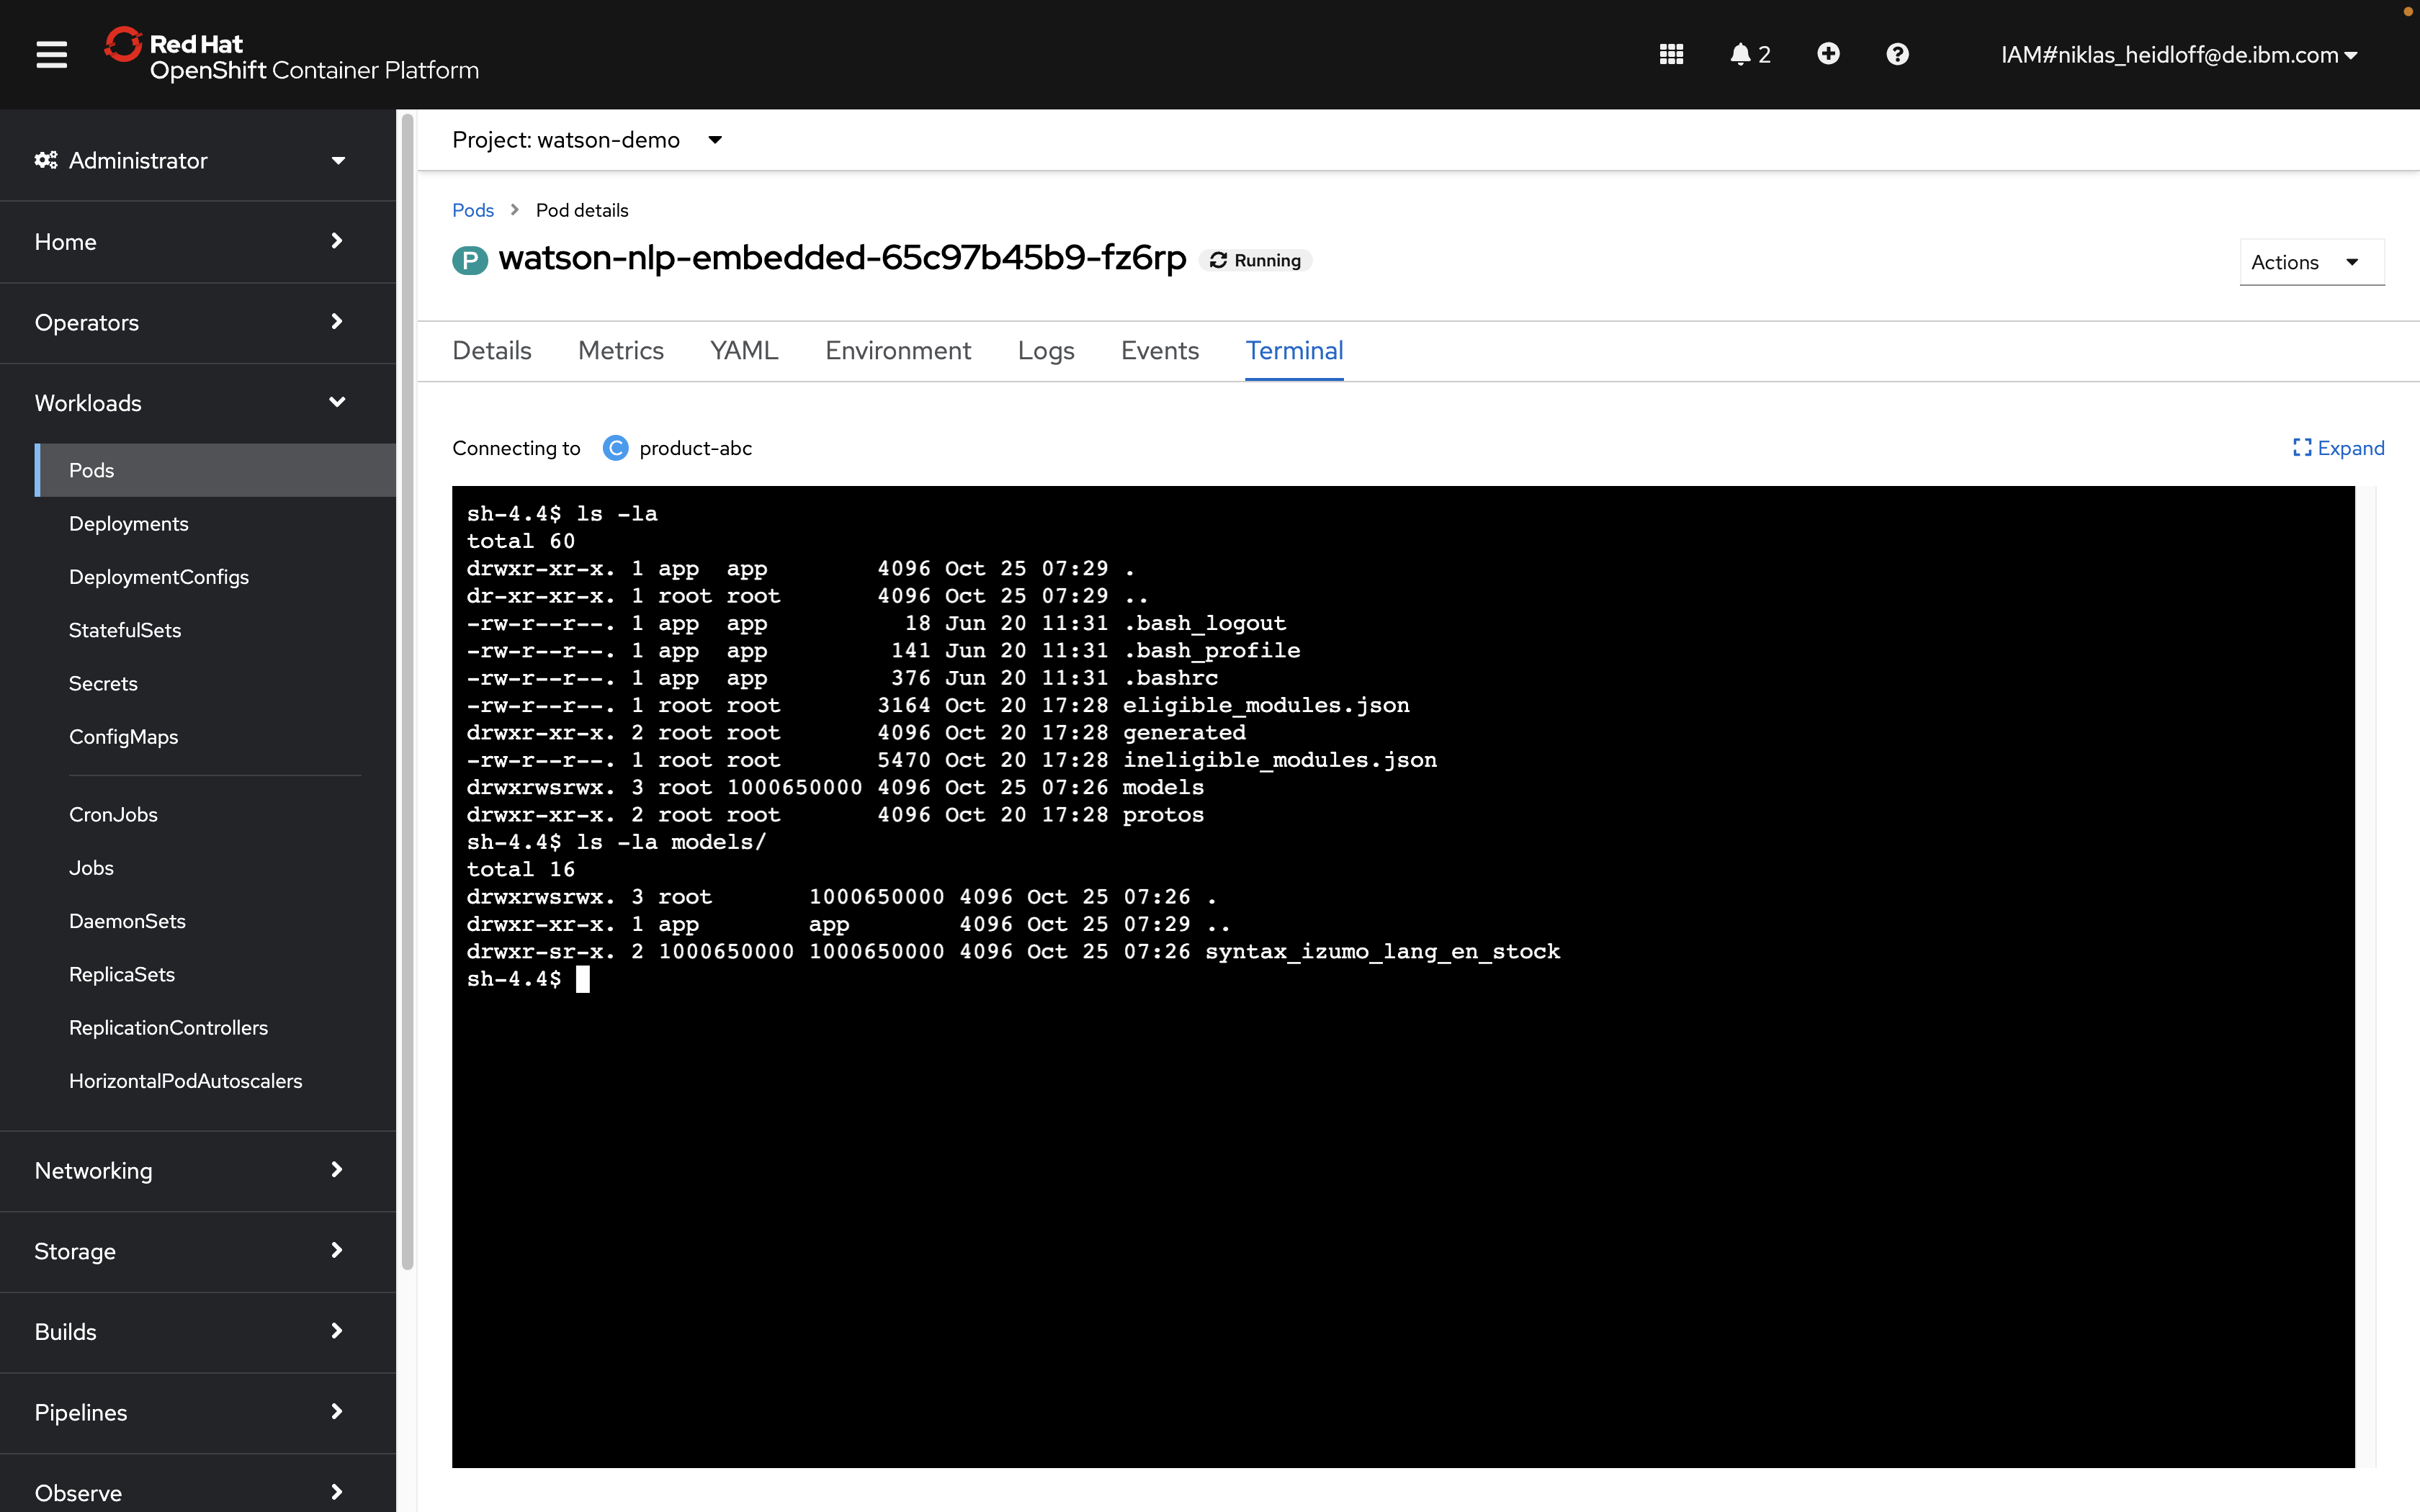 Red Hat
OpenShift Container Platform
2
IAM#niklas_heidloff@de.ibm.com
Administrator
Home
Operators
Workloads
Pods
Deployments
DeploymentConfigs
StatefulSets
Secrets
ConfigMaps
CronJobs
Jobs
DaemonSets
ReplicaSets
ReplicationControllers
HorizontalPodAutoscalers
Networking
Storage
Builds
Pipelines
Observe
Project: watson-demo
Pods > Pod details
P watson-nlp-embedded-65c97b45b9-fz6rp Running
Actions
Details Metrics YAML Environment Logs Events Terminal
Connecting to C product-abc
Expand
sh-4.4$ ls -la
total 60
drwxr-xr-x. 1 app  app        4096 Oct 25 07:29 .
dr-xr-xr-x. 1 root root       4096 Oct 25 07:29 ..
-rw-r--r--. 1 app  app          18 Jun 20 11:31 .bash_logout
-rw-r--r--. 1 app  app         141 Jun 20 11:31 .bash_profile
-rw-r--r--. 1 app  app         376 Jun 20 11:31 .bashrc
-rw-r--r--. 1 root root       3164 Oct 20 17:28 eligible_modules.json
drwxr-xr-x. 2 root root       4096 Oct 20 17:28 generated
-rw-r--r--. 1 root root       5470 Oct 20 17:28 ineligible_modules.json
drwxrwsrwx. 3 root 1000650000 4096 Oct 25 07:26 models
drwxr-xr-x. 2 root root       4096 Oct 20 17:28 protos
sh-4.4$ ls -la models/
total 16
drwxrwsrwx. 3 root       1000650000 4096 Oct 25 07:26 .
drwxr-xr-x. 1 app        app        4096 Oct 25 07:29 ..
drwxr-sr-x. 2 1000650000 1000650000 4096 Oct 25 07:26 syntax_izumo_lang_en_stock
sh-4.4$